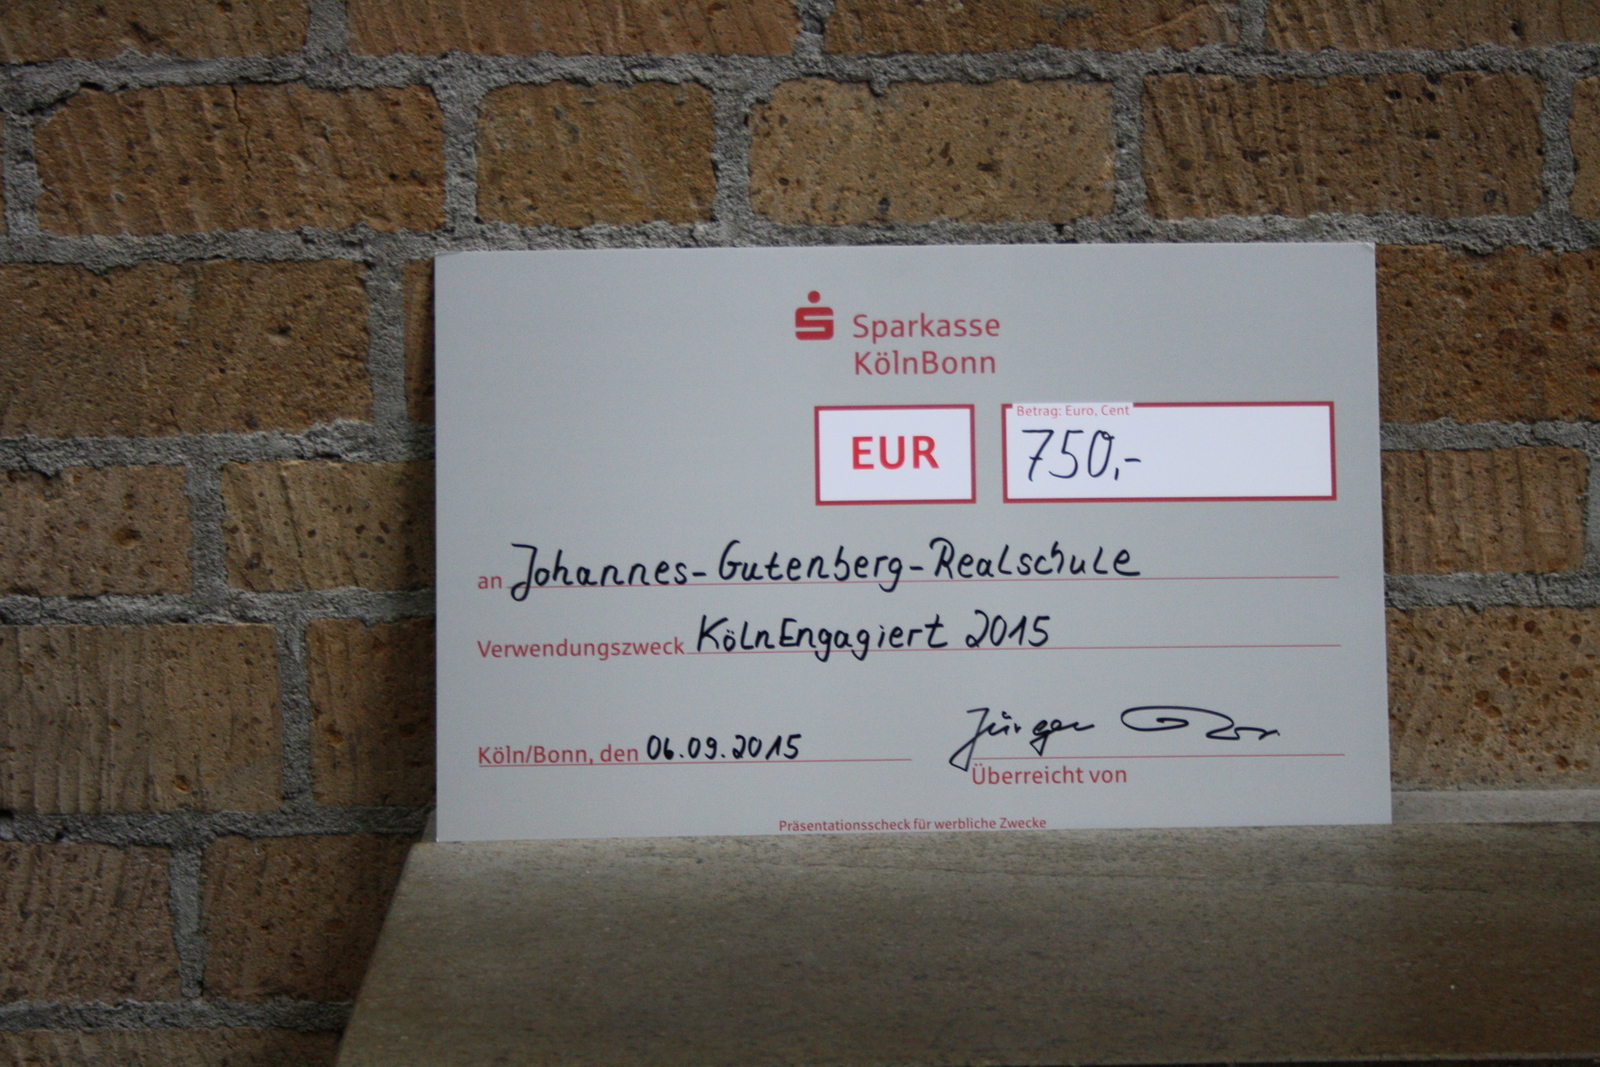 Sparkasse
KölnBonn
EUR
Betrag: Euro, Cent
750,-
an Johannes-Gutenberg-Realschule
Verwendungszweck KölnEngagiert 2015
Köln/Bonn, den 06.09.2015
Jürgen
Überreicht von
Präsentationsscheck für werbliche Zwecke